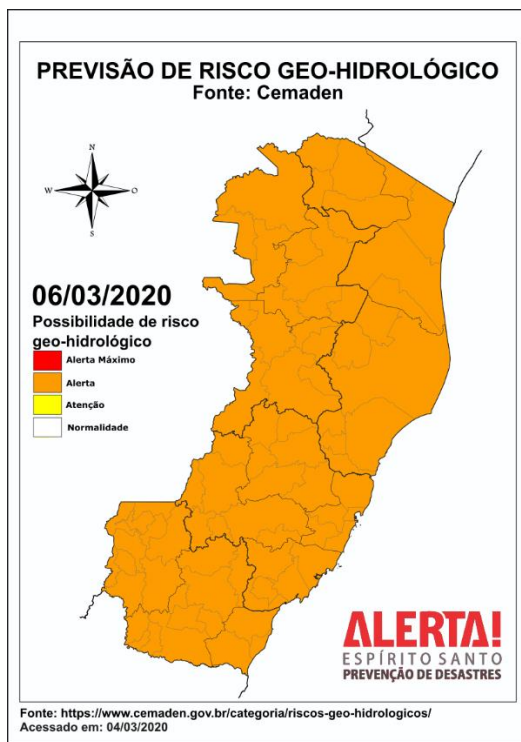 PREVISÃO DE RISCO GEO-HIDROLÓGICO
Fonte: Cemaden
N
W
O
S
06/03/2020
Possibilidade de risco
geo-hidrológico
Alerta Máximo
Alerta
Atenção
Normalidade
ALERTA!
ESPÍRITO SANTO
PREVENÇÃO DE DESASTRES
Fonte: https://www.cemaden.gov.br/categoria/riscos-geo-hidrologicos/
Acessado em: 04/03/2020